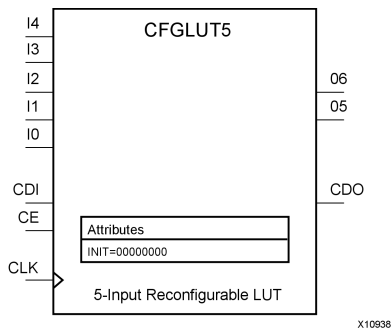 CFGLUT5
I4
I3
I2
I1
I0
CDI
CE
CLK
06
05
CDO
Attributes
INIT=00000000
5-Input Reconfigurable LUT
X10938